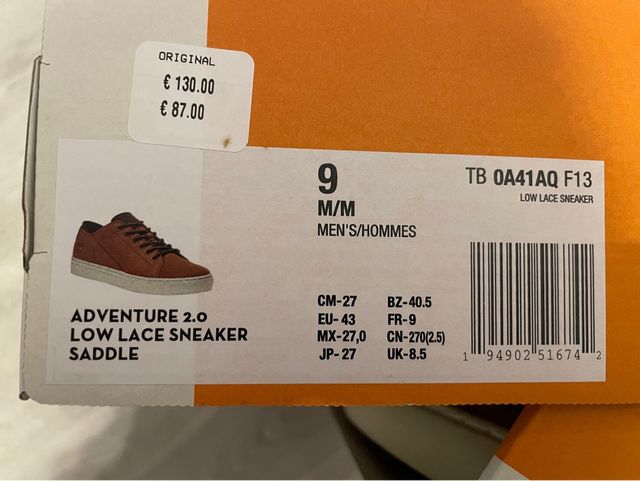 ORIGINAL
€ 130.00
€ 87.00
9
M/M
MEN'S/HOMMES
TB 0A41AQ F13
LOW LACE SNEAKER
CM-27 BZ-40.5
EU- 43 FR-9
MX-27,0 CN-270(2.5)
JP- 27 UK-8.5
ADVENTURE 2.0
LOW LACE SNEAKER
SADDLE
1 94902 51674 2